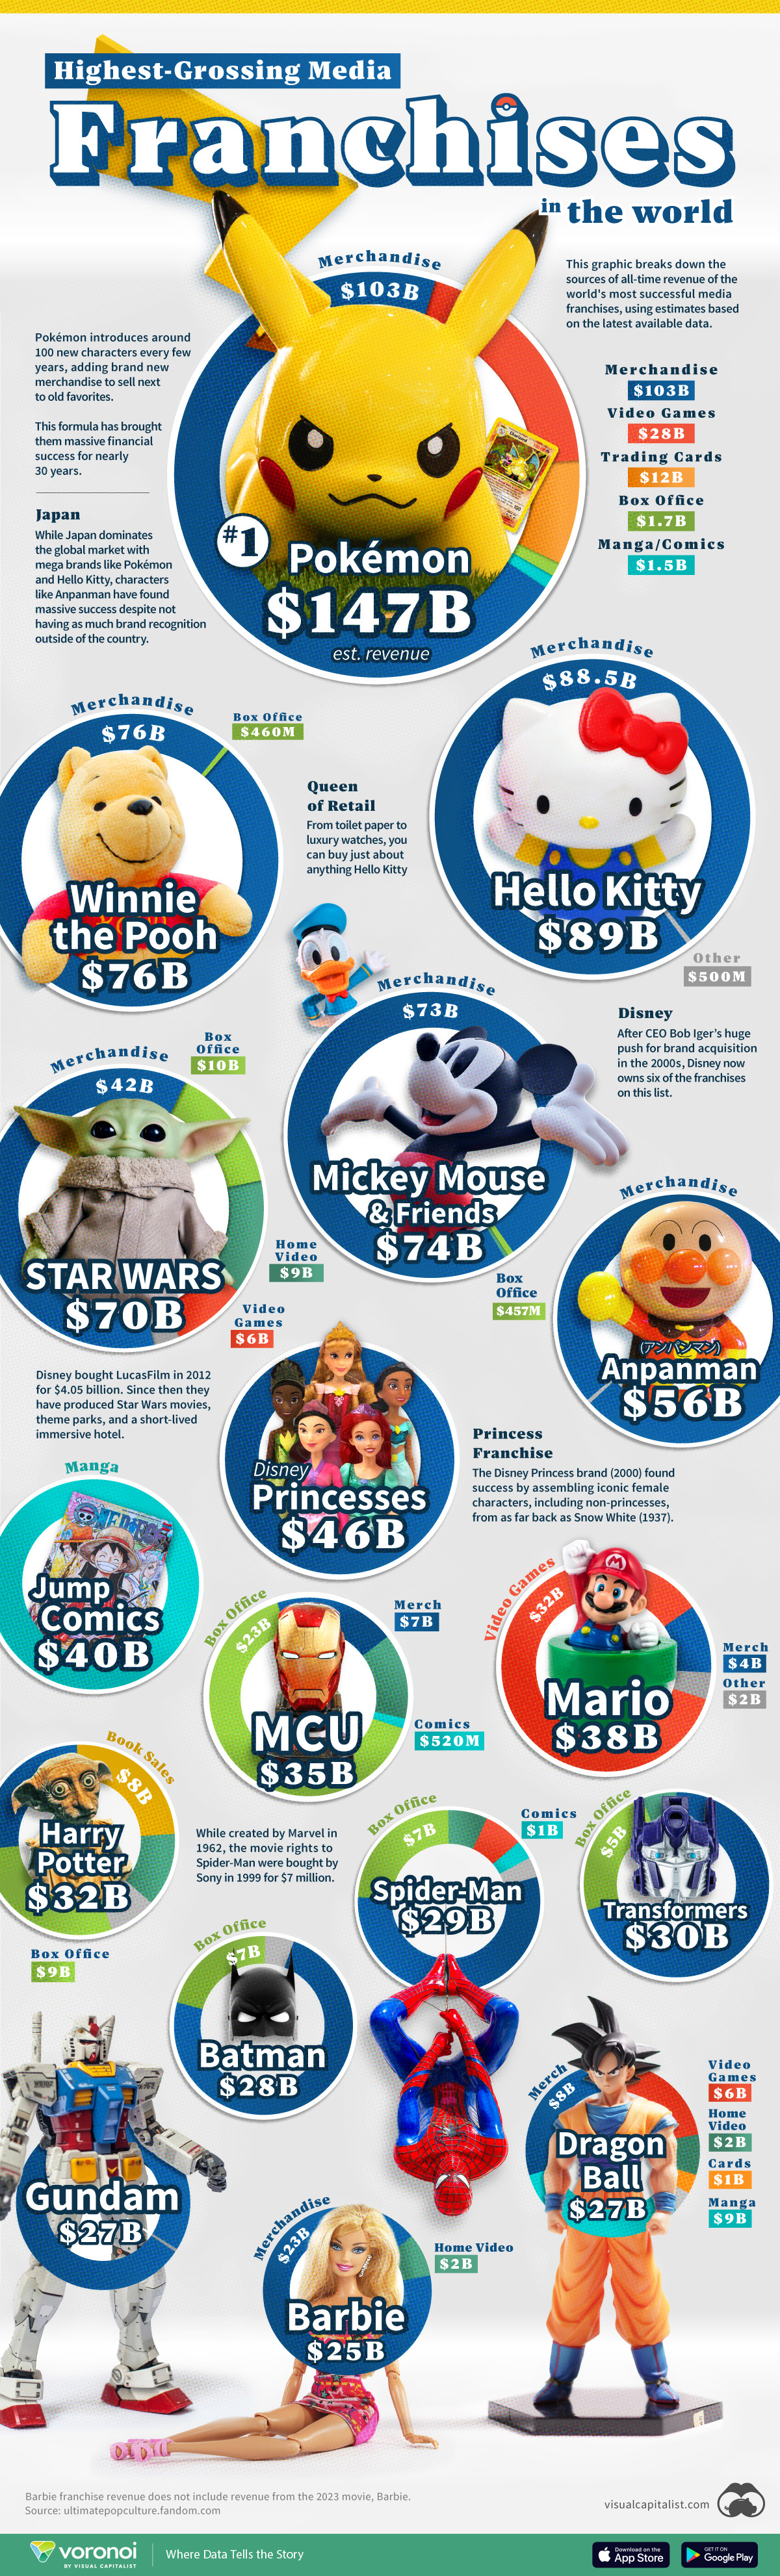 Highest-Grossing Media
Franchises
in the world
This graphic breaks down the
sources of all-time revenue of the
world's most successful media
franchises, using estimates based
on the latest available data.
Merchandise
$103B
Pokémon introduces around
100 new characters every few
years, adding brand new
merchandise to sell next
to old favorites.
This formula has brought
them massive financial
success for nearly
30 years.
Japan
While Japan dominates
the global market with
mega brands like Pokémon
and Hello Kitty, characters
like Anpanman have found
massive success despite not
having as much brand recognition
outside of the country.
Merchandise
$103B
Video Games
$28B
Trading Cards
$12B
Box Office
$1.7B
Manga/Comics
$1.5B
#1
Pokémon
$147B
est. revenue
Merchandise
$88.5B
Hello Kitty
$89B
Other
$500M
Merchandise
$76B
Box Office
$460M
Winnie
the Pooh
$76B
Queen
of Retail
From toilet paper to
luxury watches, you
can buy just about
anything Hello Kitty
Merchandise
$73B
Mickey Mouse
& Friends
$74B
Box
Office
$457M
Disney
After CEO Bob Iger's huge
push for brand acquisition
in the 2000s, Disney now
owns six of the franchises
on this list.
Merchandise
$42B
Box
Office
$10B
STAR WARS
$70B
Home
Video
$9B
Video
Games
$6B
Merchandise
(アンパンマン)
Anpanman
$56B
Disney bought LucasFilm in 2012
for $4.05 billion. Since then they
have produced Star Wars movies,
theme parks, and a short-lived
immersive hotel.
Disney
Princesses
$46B
Princess
Franchise
The Disney Princess brand (2000) found
success by assembling iconic female
characters, including non-princesses,
from as far back as Snow White (1937).
Manga
Jump
Comics
$40B
Box Office
$23B
Merch
$7B
Comics
$520M
MCU
$35B
Video Games
$32B
Merch
$4B
Other
$2B
Mario
$38B
Book Sales
$8B
Harry
Potter
$32B
Box Office
$9B
While created by Marvel in
1962, the movie rights to
Spider-Man were bought by
Sony in 1999 for $7 million.
Box Office
$7B
Comics
$1B
Spider-Man
$29B
Box Office
$5B
Transformers
$30B
Box Office
$7B
Batman
$28B
Gundam
$27B
Merch
$8B
Video
Games
$6B
Home
Video
$2B
Cards
$1B
Manga
$9B
Dragon
Ball
$27B
Merchandise
$23B
Home Video
$2B
Barbie
$25B
Barbie franchise revenue does not include revenue from the 2023 movie, Barbie.
Source: ultimatepopculture.fandom.com
visualcapitalist.com
voronoi
BY VISUAL CAPITALIST
Where Data Tells the Story
Download on the
App Store
GET IT ON
Google Play